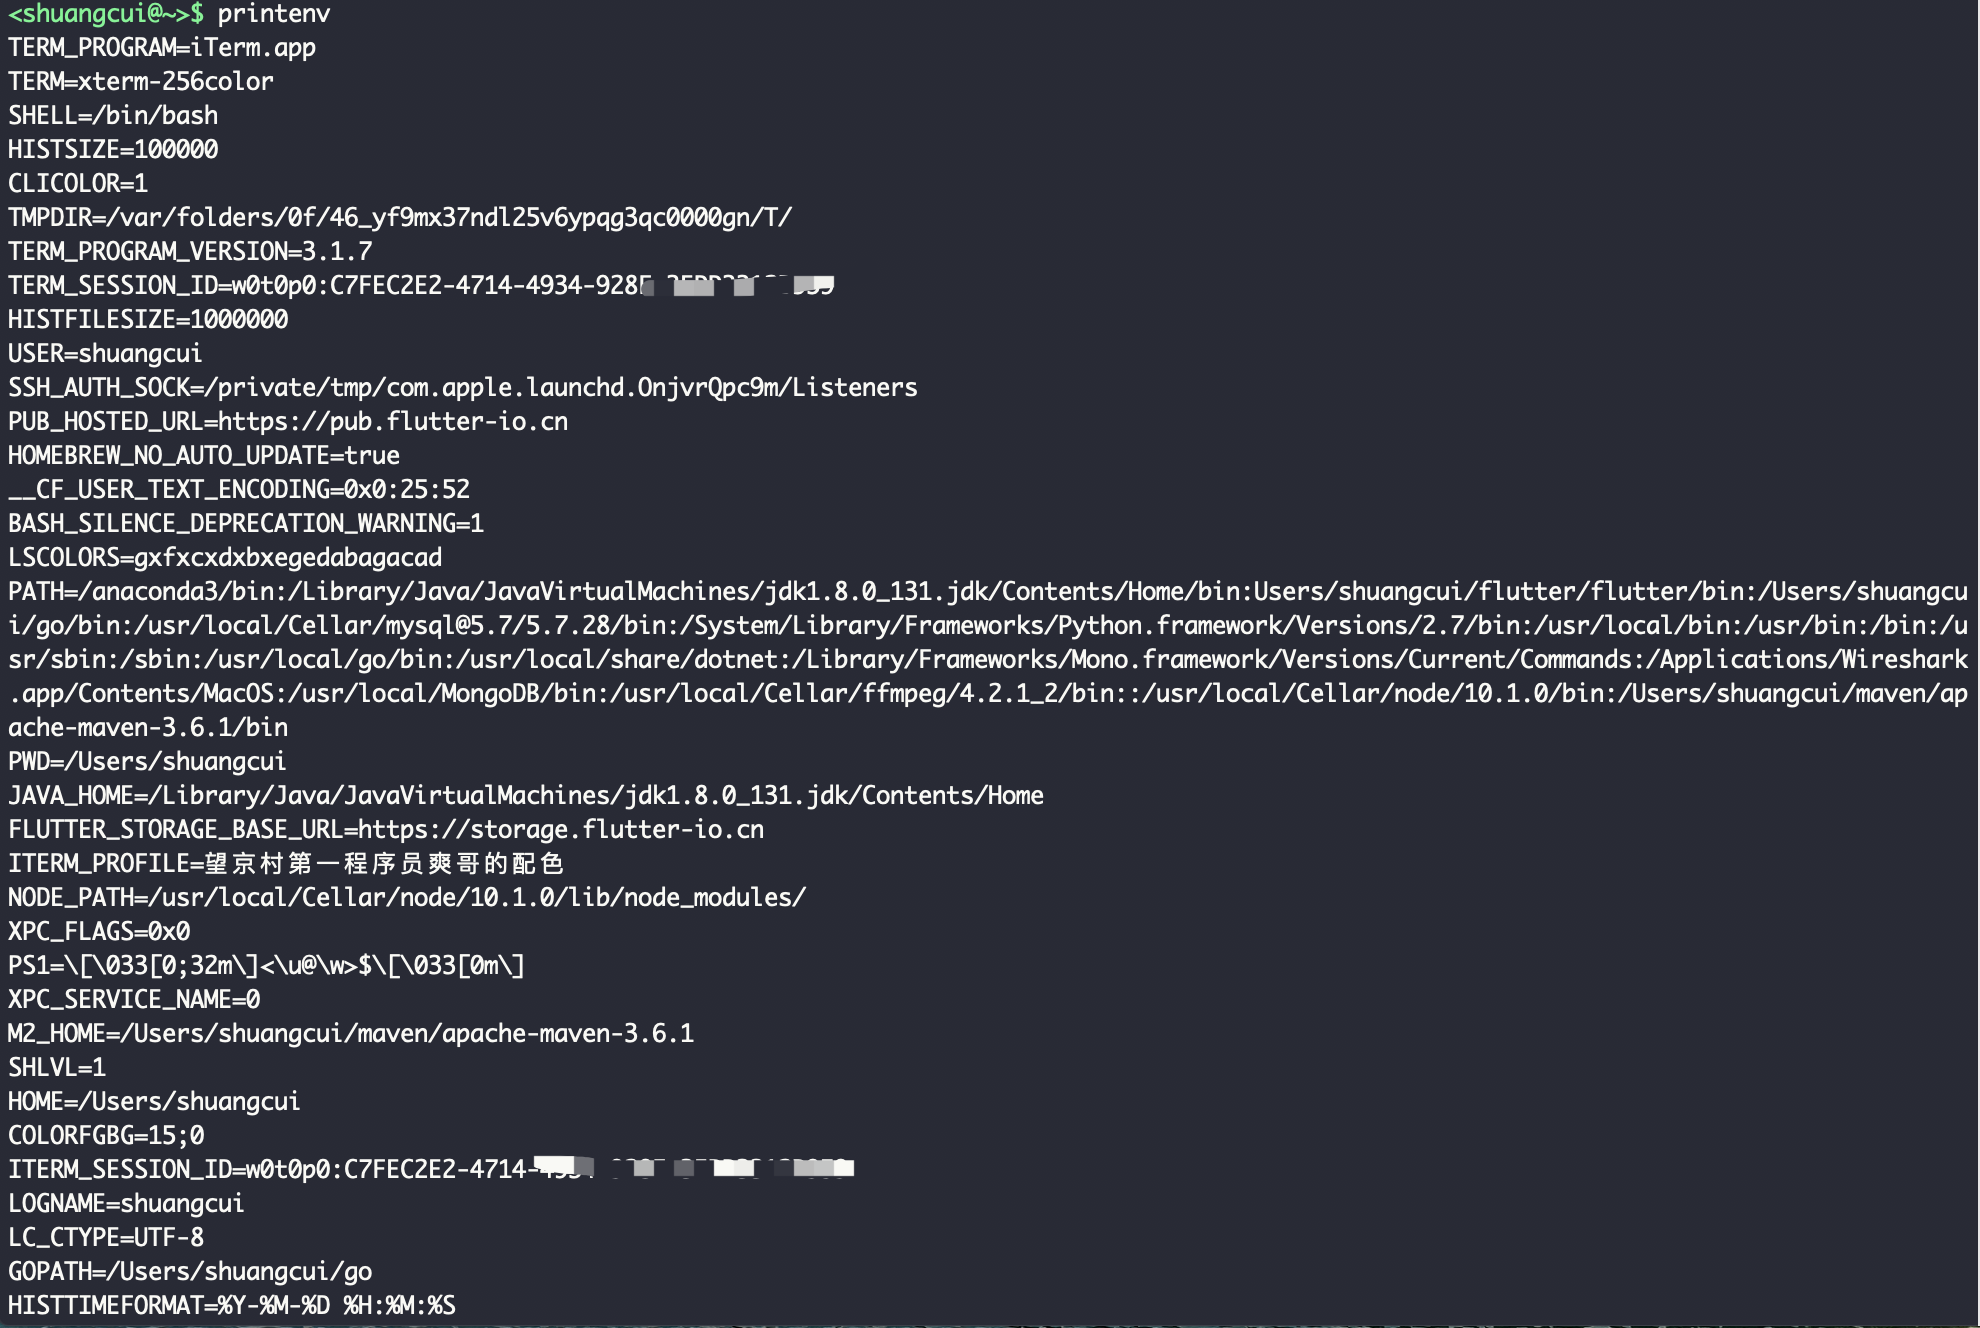 <shuangcui@~>$ printenv
TERM_PROGRAM=iTerm.app
TERM=xterm-256color
SHELL=/bin/bash
HISTSIZE=100000
CLICOLOR=1
TMPDIR=/var/folders/0f/46_yf9mx37ndl25v6ypqg3qc0000gn/T/
TERM_PROGRAM_VERSION=3.1.7
TERM_SESSION_ID=w0t0p0:C7FEC2E2-4714-4934-928
HISTFILESIZE=1000000
USER=shuangcui
SSH_AUTH_SOCK=/private/tmp/com.apple.launchd.OnjvrQpc9m/Listeners
PUB_HOSTED_URL=https://pub.flutter-io.cn
HOMEBREW_NO_AUTO_UPDATE=true
__CF_USER_TEXT_ENCODING=0x0:25:52
BASH_SILENCE_DEPRECATION_WARNING=1
LSCOLORS=gxfxcxdxbxegedabagacad
PATH=/anaconda3/bin:/Library/Java/JavaVirtualMachines/jdk1.8.0_131.jdk/Contents/Home/bin:Users/shuangcui/flutter/flutter/bin:/Users/shuangcu
i/go/bin:/usr/local/Cellar/mysql@5.7/5.7.28/bin:/System/Library/Frameworks/Python.framework/Versions/2.7/bin:/usr/local/bin:/usr/bin:/bin:/u
sr/sbin:/sbin:/usr/local/go/bin:/usr/local/share/dotnet:/Library/Frameworks/Mono.framework/Versions/Current/Commands:/Applications/Wireshark
.app/Contents/MacOS:/usr/local/MongoDB/bin:/usr/local/Cellar/ffmpeg/4.2.1_2/bin::/usr/local/Cellar/node/10.1.0/bin:/Users/shuangcui/maven/ap
ache-maven-3.6.1/bin
PWD=/Users/shuangcui
JAVA_HOME=/Library/Java/JavaVirtualMachines/jdk1.8.0_131.jdk/Contents/Home
FLUTTER_STORAGE_BASE_URL=https://storage.flutter-io.cn
ITERM_PROFILE=望京村第一程序员爽哥的配色
NODE_PATH=/usr/local/Cellar/node/10.1.0/lib/node_modules/
XPC_FLAGS=0x0
PS1=\[\033[0;32m\]<\u@\w>$\[\033[0m\]
XPC_SERVICE_NAME=0
M2_HOME=/Users/shuangcui/maven/apache-maven-3.6.1
SHLVL=1
HOME=/Users/shuangcui
COLORFGBG=15;0
ITERM_SESSION_ID=w0t0p0:C7FEC2E2-4714-
LOGNAME=shuangcui
LC_CTYPE=UTF-8
GOPATH=/Users/shuangcui/go
HISTTIMEFORMAT=%Y-%M-%D %H:%M:%S